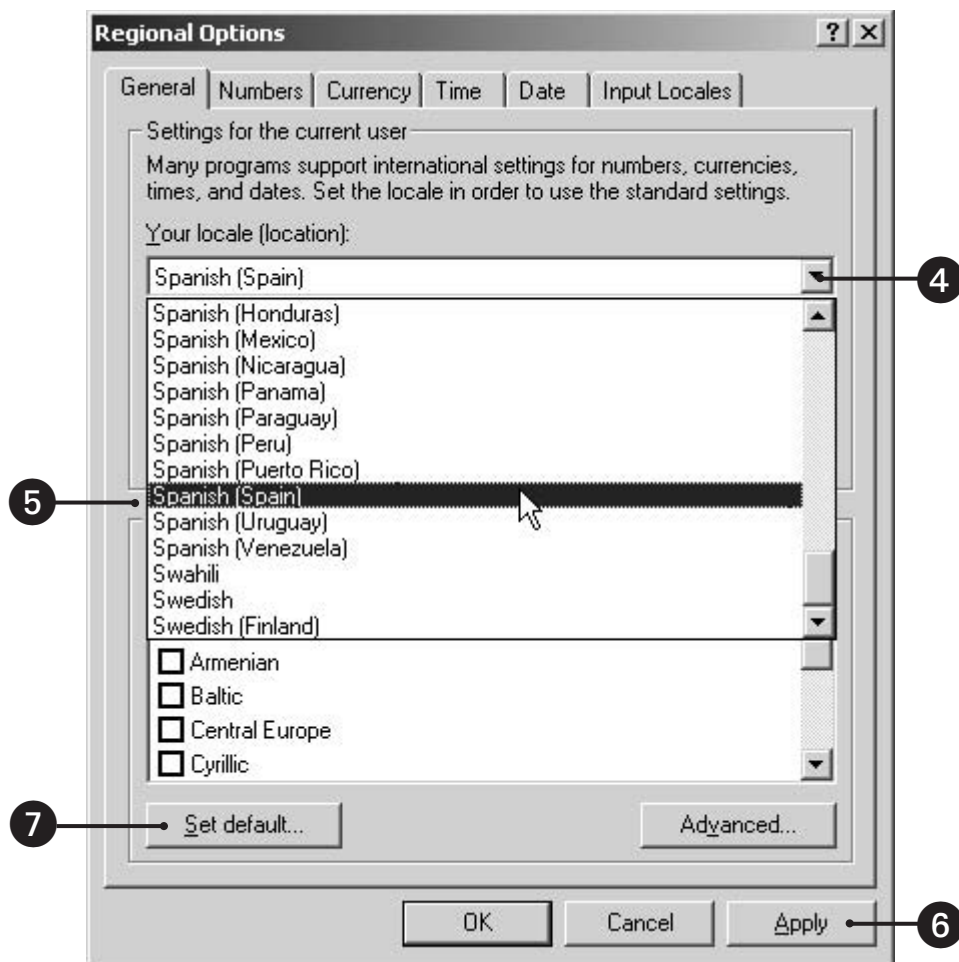 Regional Options
General Numbers Currency Time Date Input Locales
Settings for the current user
Many programs support international settings for numbers, currencies,
times, and dates. Set the locale in order to use the standard settings.
Your locale (location):
Spanish (Spain)
4
Spanish (Honduras)
Spanish (Mexico)
Spanish (Nicaragua)
Spanish (Panama)
Spanish (Paraguay)
Spanish (Peru)
Spanish (Puerto Rico)
5
Spanish (Spain)
Spanish (Uruguay)
Spanish (Venezuela)
Swahili
Swedish
Swedish (Finland)
Armenian
Baltic
Central Europe
Cyrillic
7
Set default... Advanced...
OK Cancel Apply
6